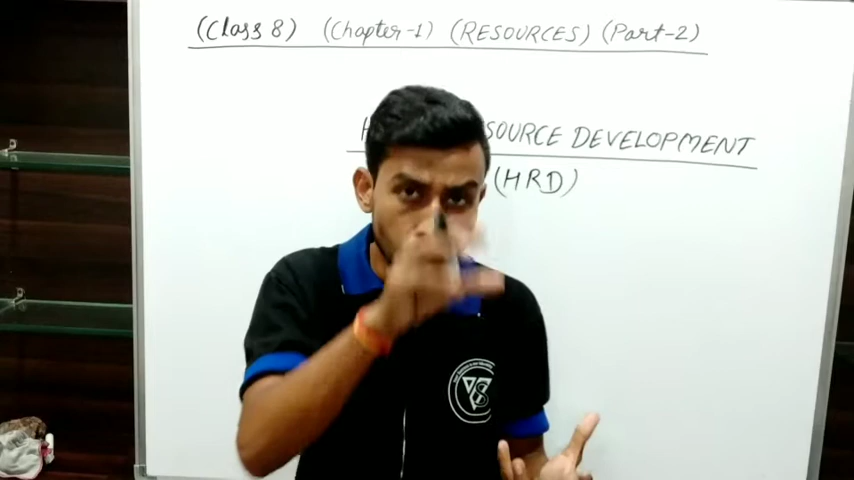 (Class 8) (Chapter-1) (RESOURCES) (Part-2)
DEVELOPMENT
(HRD)